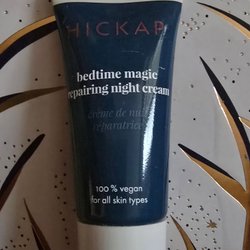 HICKAP
bedtime magic
repairing night cream
crème de nuit
réparatrice
100% vegan
for all skin types